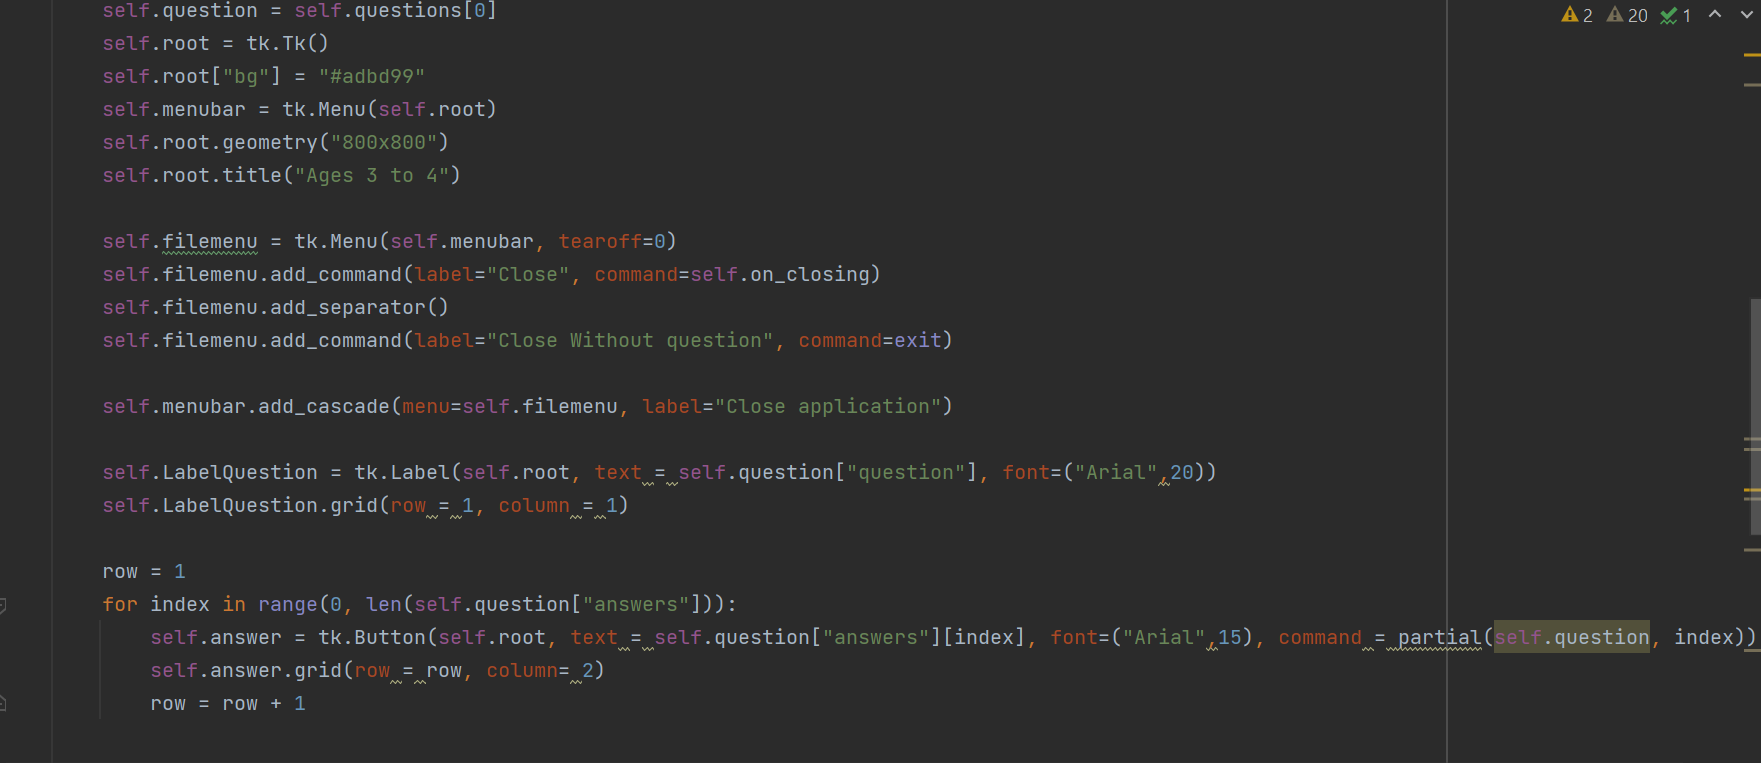 self.question = self.questions[0]
self.root = tk.Tk()
self.root["bg"] = "#adbd99"
self.menubar = tk.Menu(self.root)
self.root.geometry("800x800")
self.root.title("Ages 3 to 4")
self.filemenu = tk.Menu(self.menubar, tearoff=0)
self.filemenu.add_command(label="Close", command=self.on_closing)
self.filemenu.add_separator()
self.filemenu.add_command(label="Close Without question", command=exit)
self.menubar.add_cascade(menu=self.filemenu, label="Close application")
self.LabelQuestion = tk.Label(self.root, text = self.question["question"], font=("Arial",20))
self.LabelQuestion.grid(row = 1, column = 1)
row = 1
for index in range(0, len(self.question["answers"])):
self.answer = tk.Button(self.root, text = self.question["answers"][index], font=("Arial",15), command = partial(self.question, index))
self.answer.grid(row = row, column= 2)
row = row + 1
2 20 1